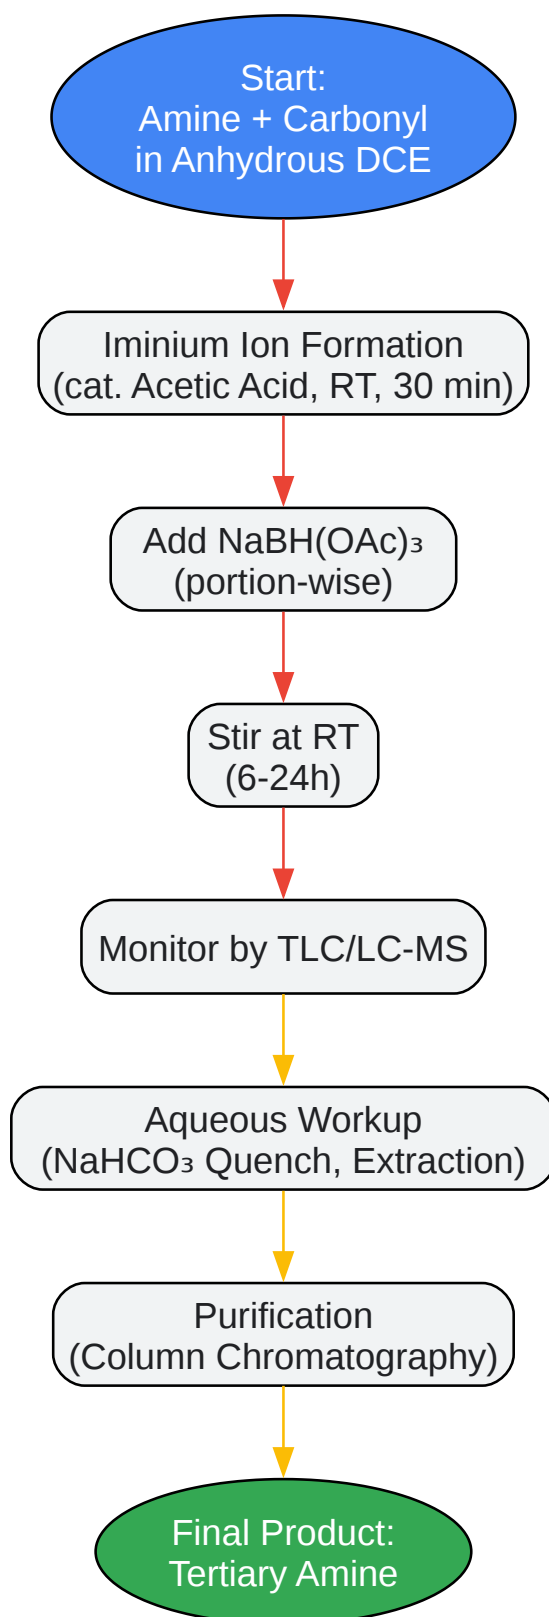 Start:
Amine + Carbonyl
in Anhydrous DCE
Iminium Ion Formation
(cat. Acetic Acid, RT, 30 min)
Add NaBH(OAc)₃
(portion-wise)
Stir at RT
(6-24h)
Monitor by TLC/LC-MS
Aqueous Workup
(NaHCO₃ Quench, Extraction)
Purification
(Column Chromatography)
Final Product:
Tertiary Amine